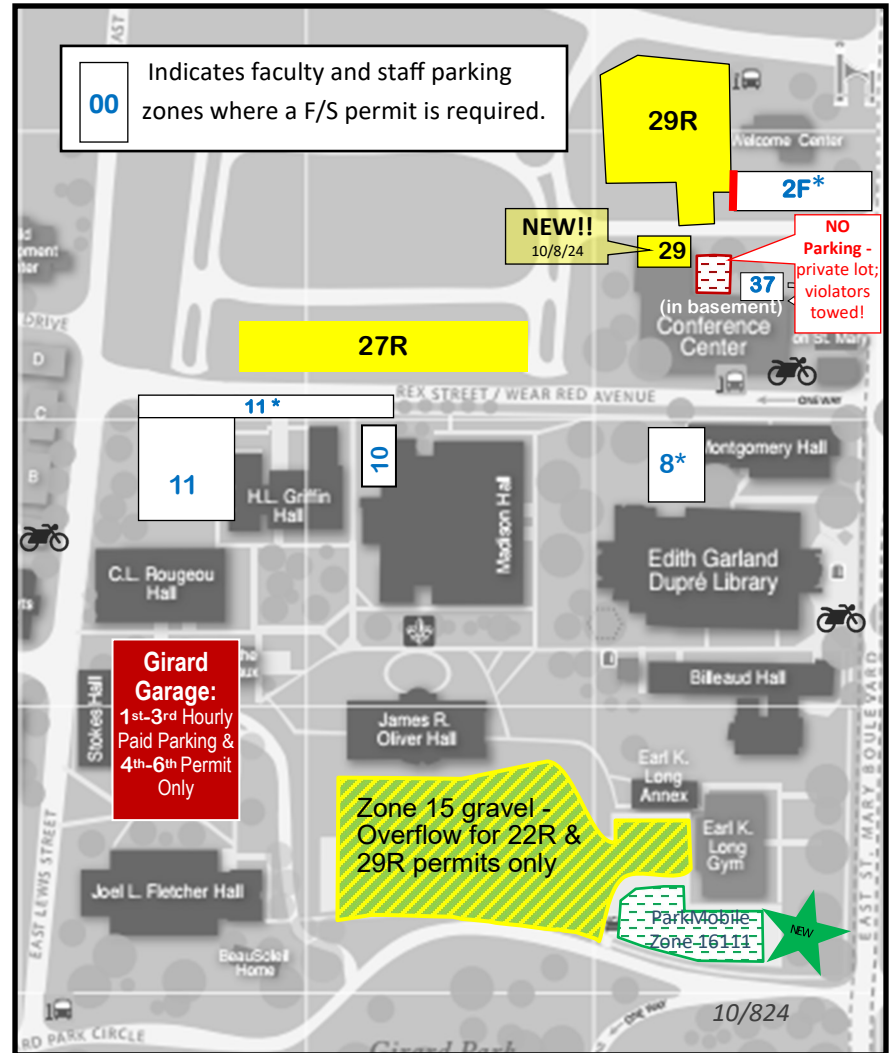 EAST
00
Indicates faculty and staff parking
zones where a F/S permit is required.
29R
Welcome Center
2F*
NEW!!
10/8/24
29
NO
Parking -
private lot;
violators
towed!
37
(in basement)
Conference
Center
on St. Mary
DRIVE
27R
D
C
B
REX STREET / WEAR RED AVENUE
ONE WAY
11 *
11
10
8*
H.L. Griffin
Hall
Madison Hall
Montgomery Hall
C.L. Rougeou
Hall
Edith Garland
Dupré Library
Stokes Hall
Girard
Garage:
1st-3rd Hourly
Paid Parking &
4th-6th Permit
Only
James R.
Oliver Hall
Billeaud Hall
Earl K.
Long
Annex
Earl K.
Long
Gym
Zone 15 gravel -
Overflow for 22R &
29R permits only
EAST LEWIS STREET
EAST ST. MARY BOULEVARD
Joel L. Fletcher Hall
BeauSoleil
Home
ParkMobile
Zone 16111
NEW
10/824
ONE WAY
RD PARK CIRCLE
Girard Park